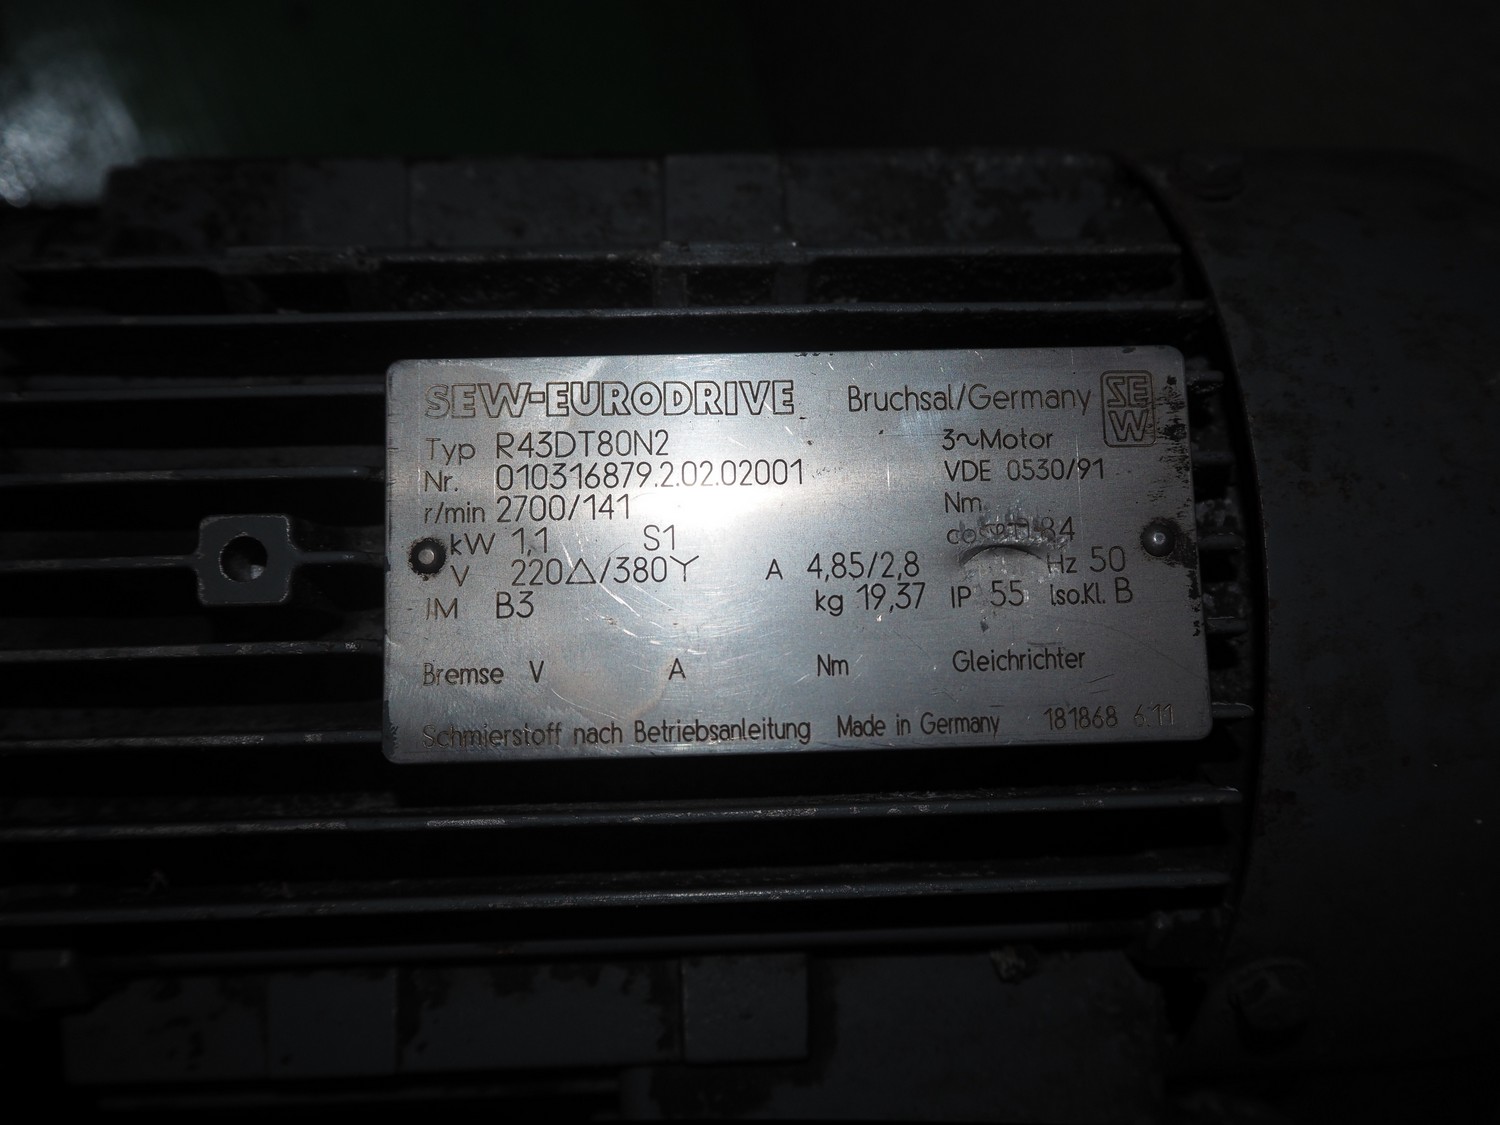 SEW-EURODRIVE Bruchsal/Germany SEW
Typ R43DT80N2 3~Motor
Nr. 010316879.2.02.02001 VDE 0530/91
r/min 2700/141 Nm
kW 1,1 S1
V 220△/380Y A 4,85/2,8 Hz 50
IM B3 kg 19,37 IP 55 Iso.Kl. B
Bremse V A Nm Gleichrichter
Schmierstoff nach Betriebsanleitung Made in Germany 181868 6.11